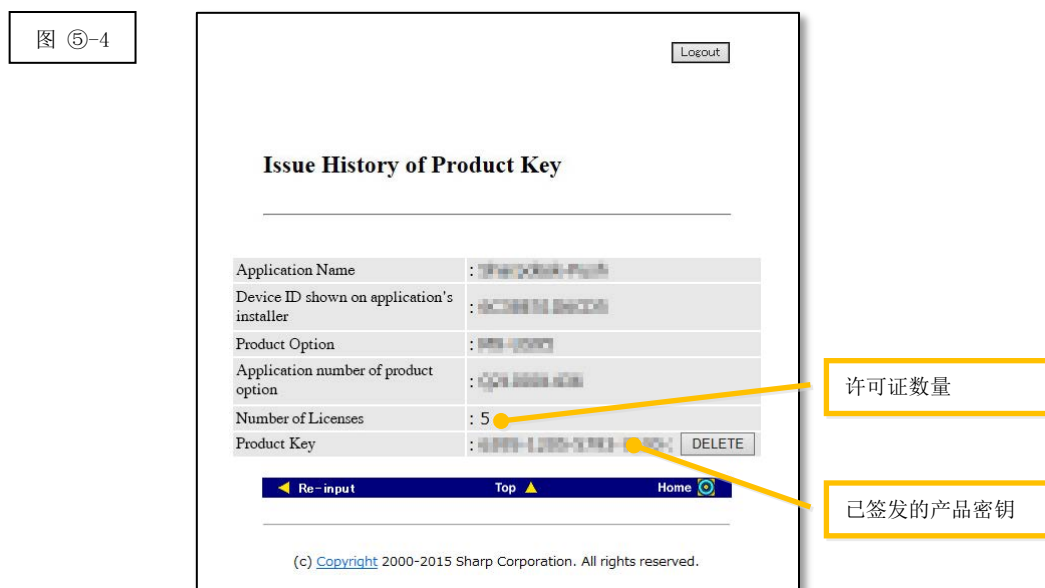 图 ⑤-4
Logout
Issue History of Product Key
Application Name :
Device ID shown on application's
installer :
Product Option :
Application number of product
option :
Number of Licenses : 5
Product Key : DELETE
许可证数量
已签发的产品密钥
Re-input Top Home
(c) Copyright 2000-2015 Sharp Corporation. All rights reserved.